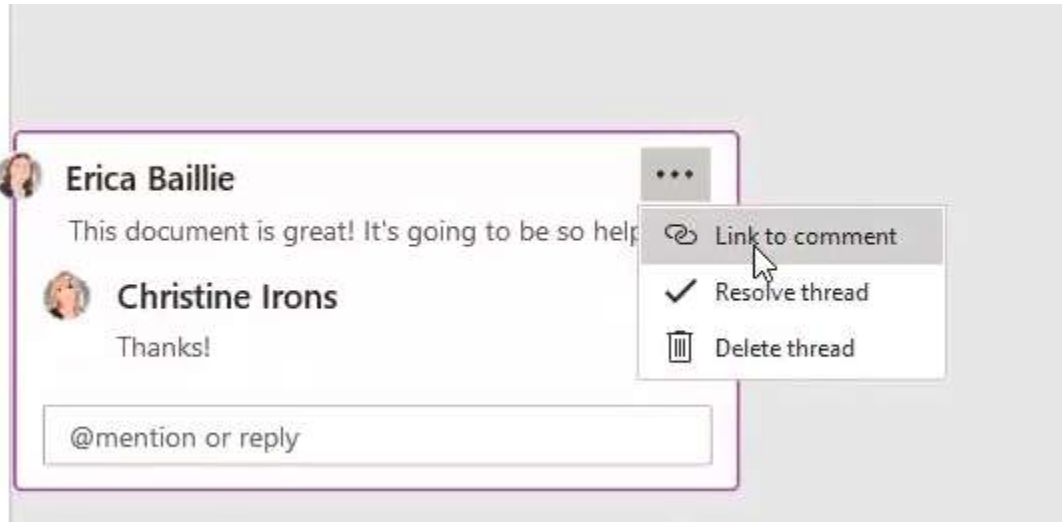 Erica Baillie
This document is great! It's going to be so
Link to comment
Christine Irons
Resolve thread
Thanks!
Delete thread
@mention or reply